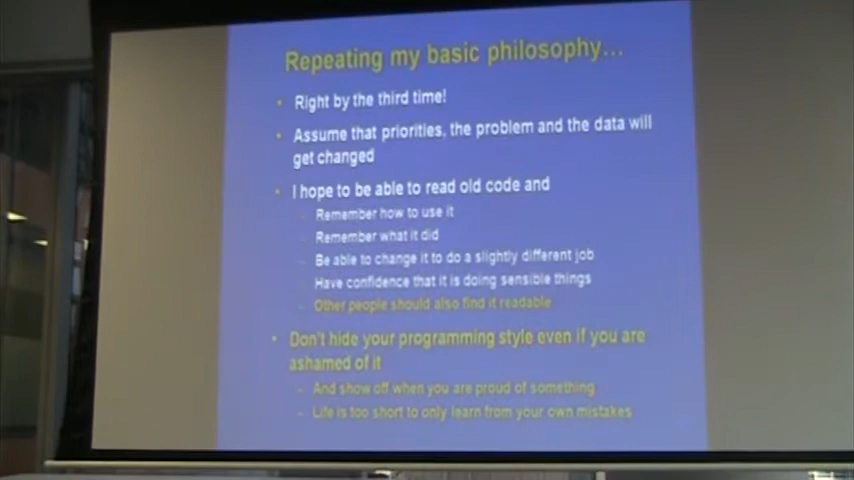 Repeating my basic philosophy...
• Right by the third time!
• Assume that priorities, the problem and the data will
get changed
• I hope to be able to read old code and
– Remember how to use it
– Remember what it did
– Be able to change it to do a slightly different job
– Have confidence that it is doing sensible things
– Other people should also find it readable
• Don't hide your programming style even if you are
ashamed of it
– And show off when you are proud of something
– Life is too short to only learn from your own mistakes